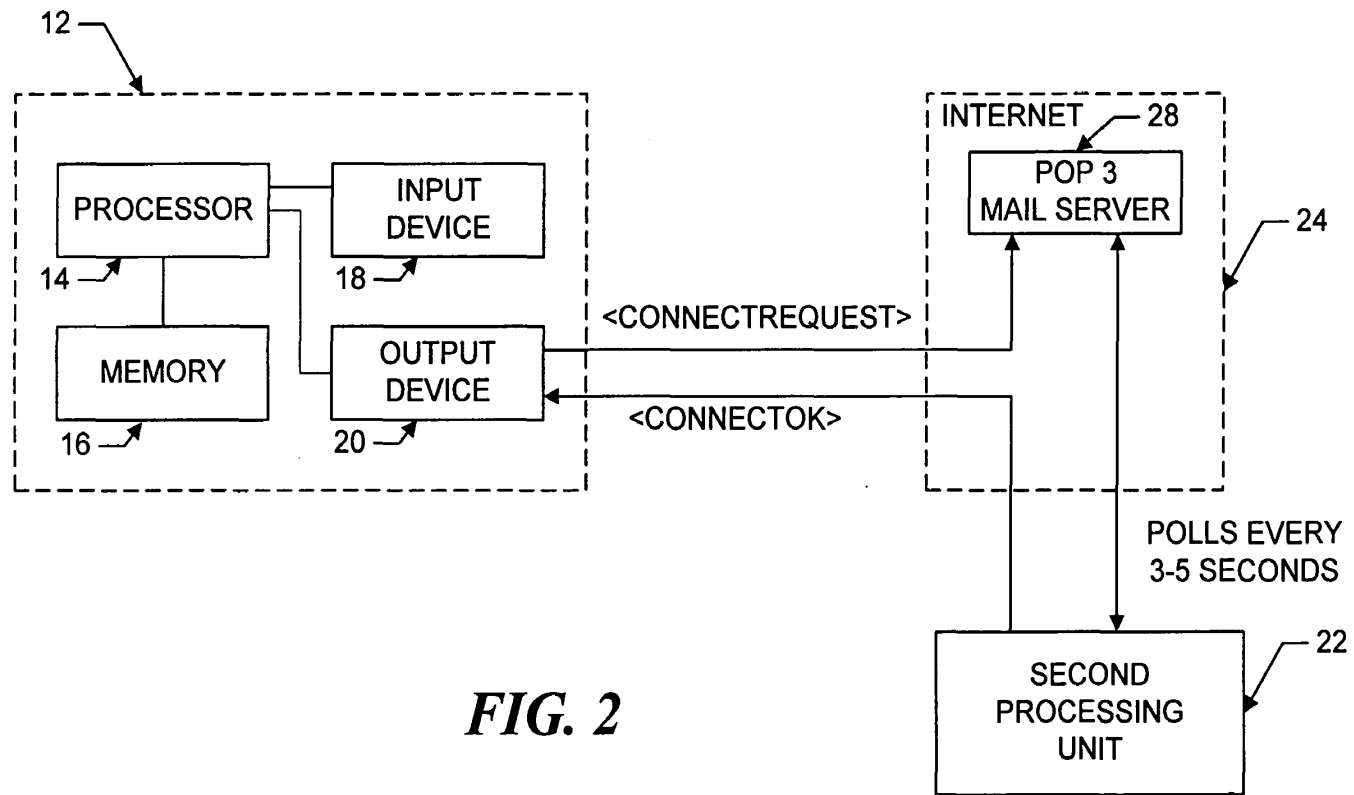 12
INTERNET
28
POP 3
MAIL SERVER
24
PROCESSOR
INPUT
DEVICE
14
18
<CONNECTREQUEST>
MEMORY
OUTPUT
DEVICE
<CONNECTOK>
16
20
POLLS EVERY
3-5 SECONDS
SECOND
PROCESSING
UNIT
22
FIG. 2